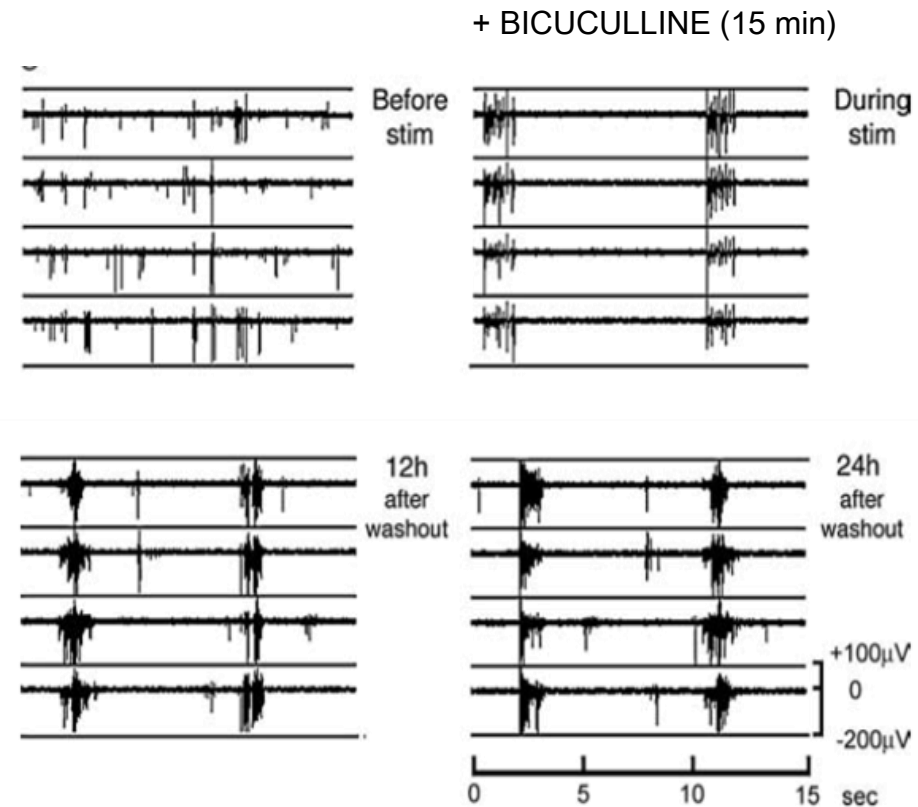 + BICUCULLINE (15 min)
Before
stim
During
stim
12h
after
washout
24h
after
washout
+100µV
0
-200µV
0 5 10 15 sec